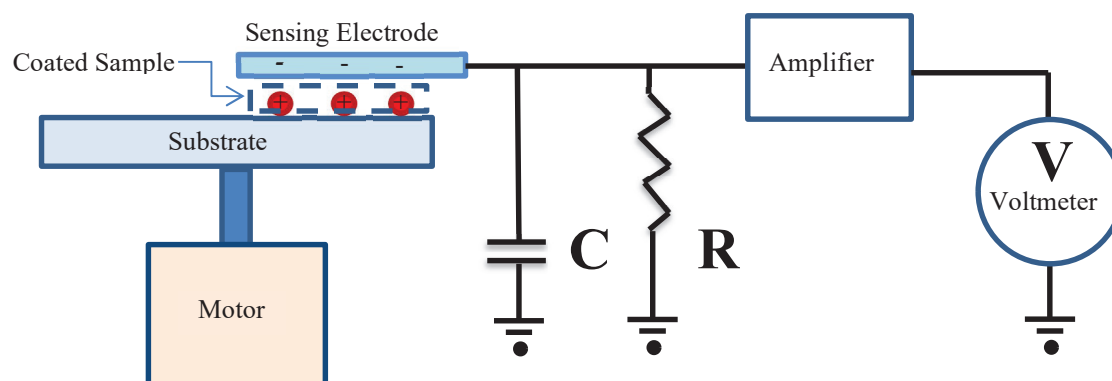 Sensing Electrode
Coated Sample
- - -
+ + +
Substrate
Motor
C
R
Amplifier
V
Voltmeter